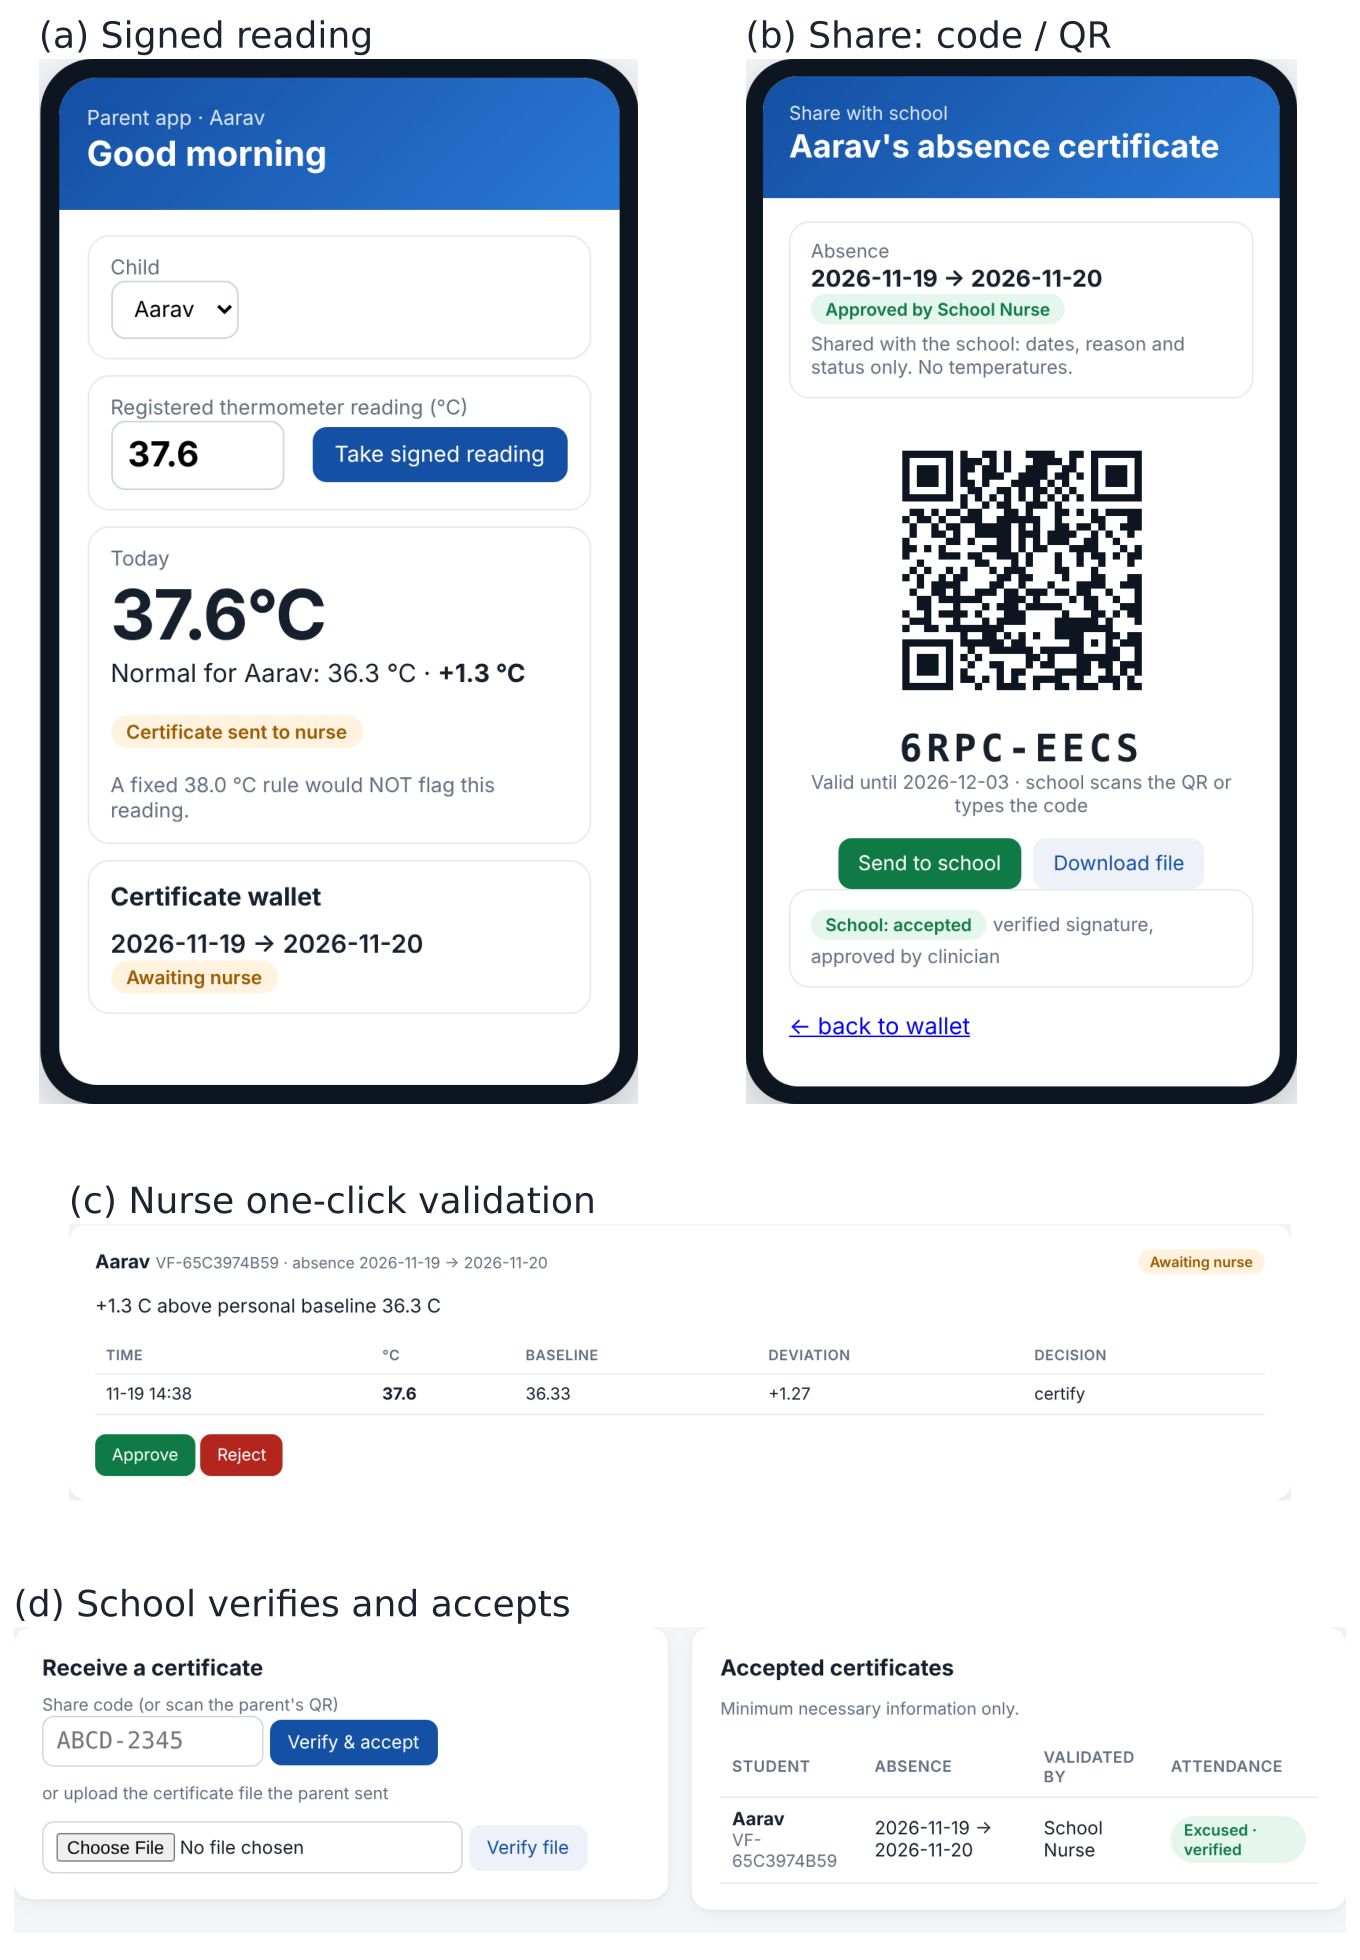 (a) Signed reading
Parent app · Aarav
Good morning
Child
Aarav
Registered thermometer reading (°C)
37.6
Take signed reading
Today
37.6°C
Normal for Aarav: 36.3 °C · +1.3 °C
Certificate sent to nurse
A fixed 38.0 °C rule would NOT flag this
reading.
Certificate wallet
2026-11-19 → 2026-11-20
Awaiting nurse
(b) Share: code / QR
Share with school
Aarav's absence certificate
Absence
2026-11-19 → 2026-11-20
Approved by School Nurse
Shared with the school: dates, reason and
status only. No temperatures.
6RPC-EECS
Valid until 2026-12-03 · school scans the QR or
types the code
Send to school
Download file
School: accepted verified signature,
approved by clinician
← back to wallet
(c) Nurse one-click validation
Aarav VF-65C3974B59 · absence 2026-11-19 → 2026-11-20
Awaiting nurse
+1.3 C above personal baseline 36.3 C
TIME °C BASELINE DEVIATION DECISION
11-19 14:38 37.6 36.33 +1.27 certify
Approve Reject
(d) School verifies and accepts
Receive a certificate
Share code (or scan the parent's QR)
ABCD-2345
Verify & accept
or upload the certificate file the parent sent
Choose File No file chosen
Verify file
Accepted certificates
Minimum necessary information only.
STUDENT
ABSENCE
VALIDATED
BY
ATTENDANCE
Aarav
VF-
65C3974B59
2026-11-19 →
2026-11-20
School
Nurse
Excused ·
verified